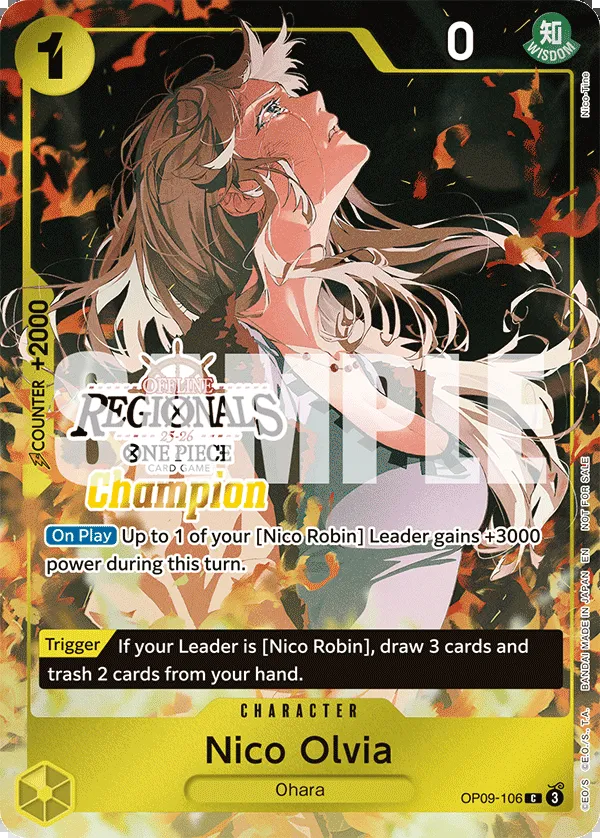 1
0
知
WISDOM
Nico-Tine
COUNTER +2000
SAMPLE
OFFLINE
REGIONALS
25-26
ONE PIECE
CARD GAME
Champion
On Play Up to 1 of your [Nico Robin] Leader gains +3000
power during this turn.
Trigger If your Leader is [Nico Robin], draw 3 cards and
trash 2 cards from your hand.
CHARACTER
Nico Olvia
Ohara
OP09-106 C 3
©E.O./S ©E.O./S., T.A. BANDAI MADE IN JAPAN EN NOT FOR SALE